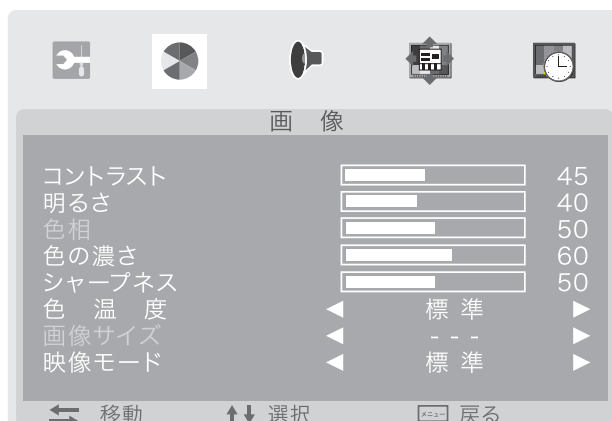 画 像
コントラスト 45
明るさ 40
色相 50
色の濃さ 60
シャープネス 50
色 温 度 ◀ 標 準 ▶
画像サイズ ◀ - - - ▶
映像モード ◀ 標 準 ▶
移動 選択 メニュー 戻る